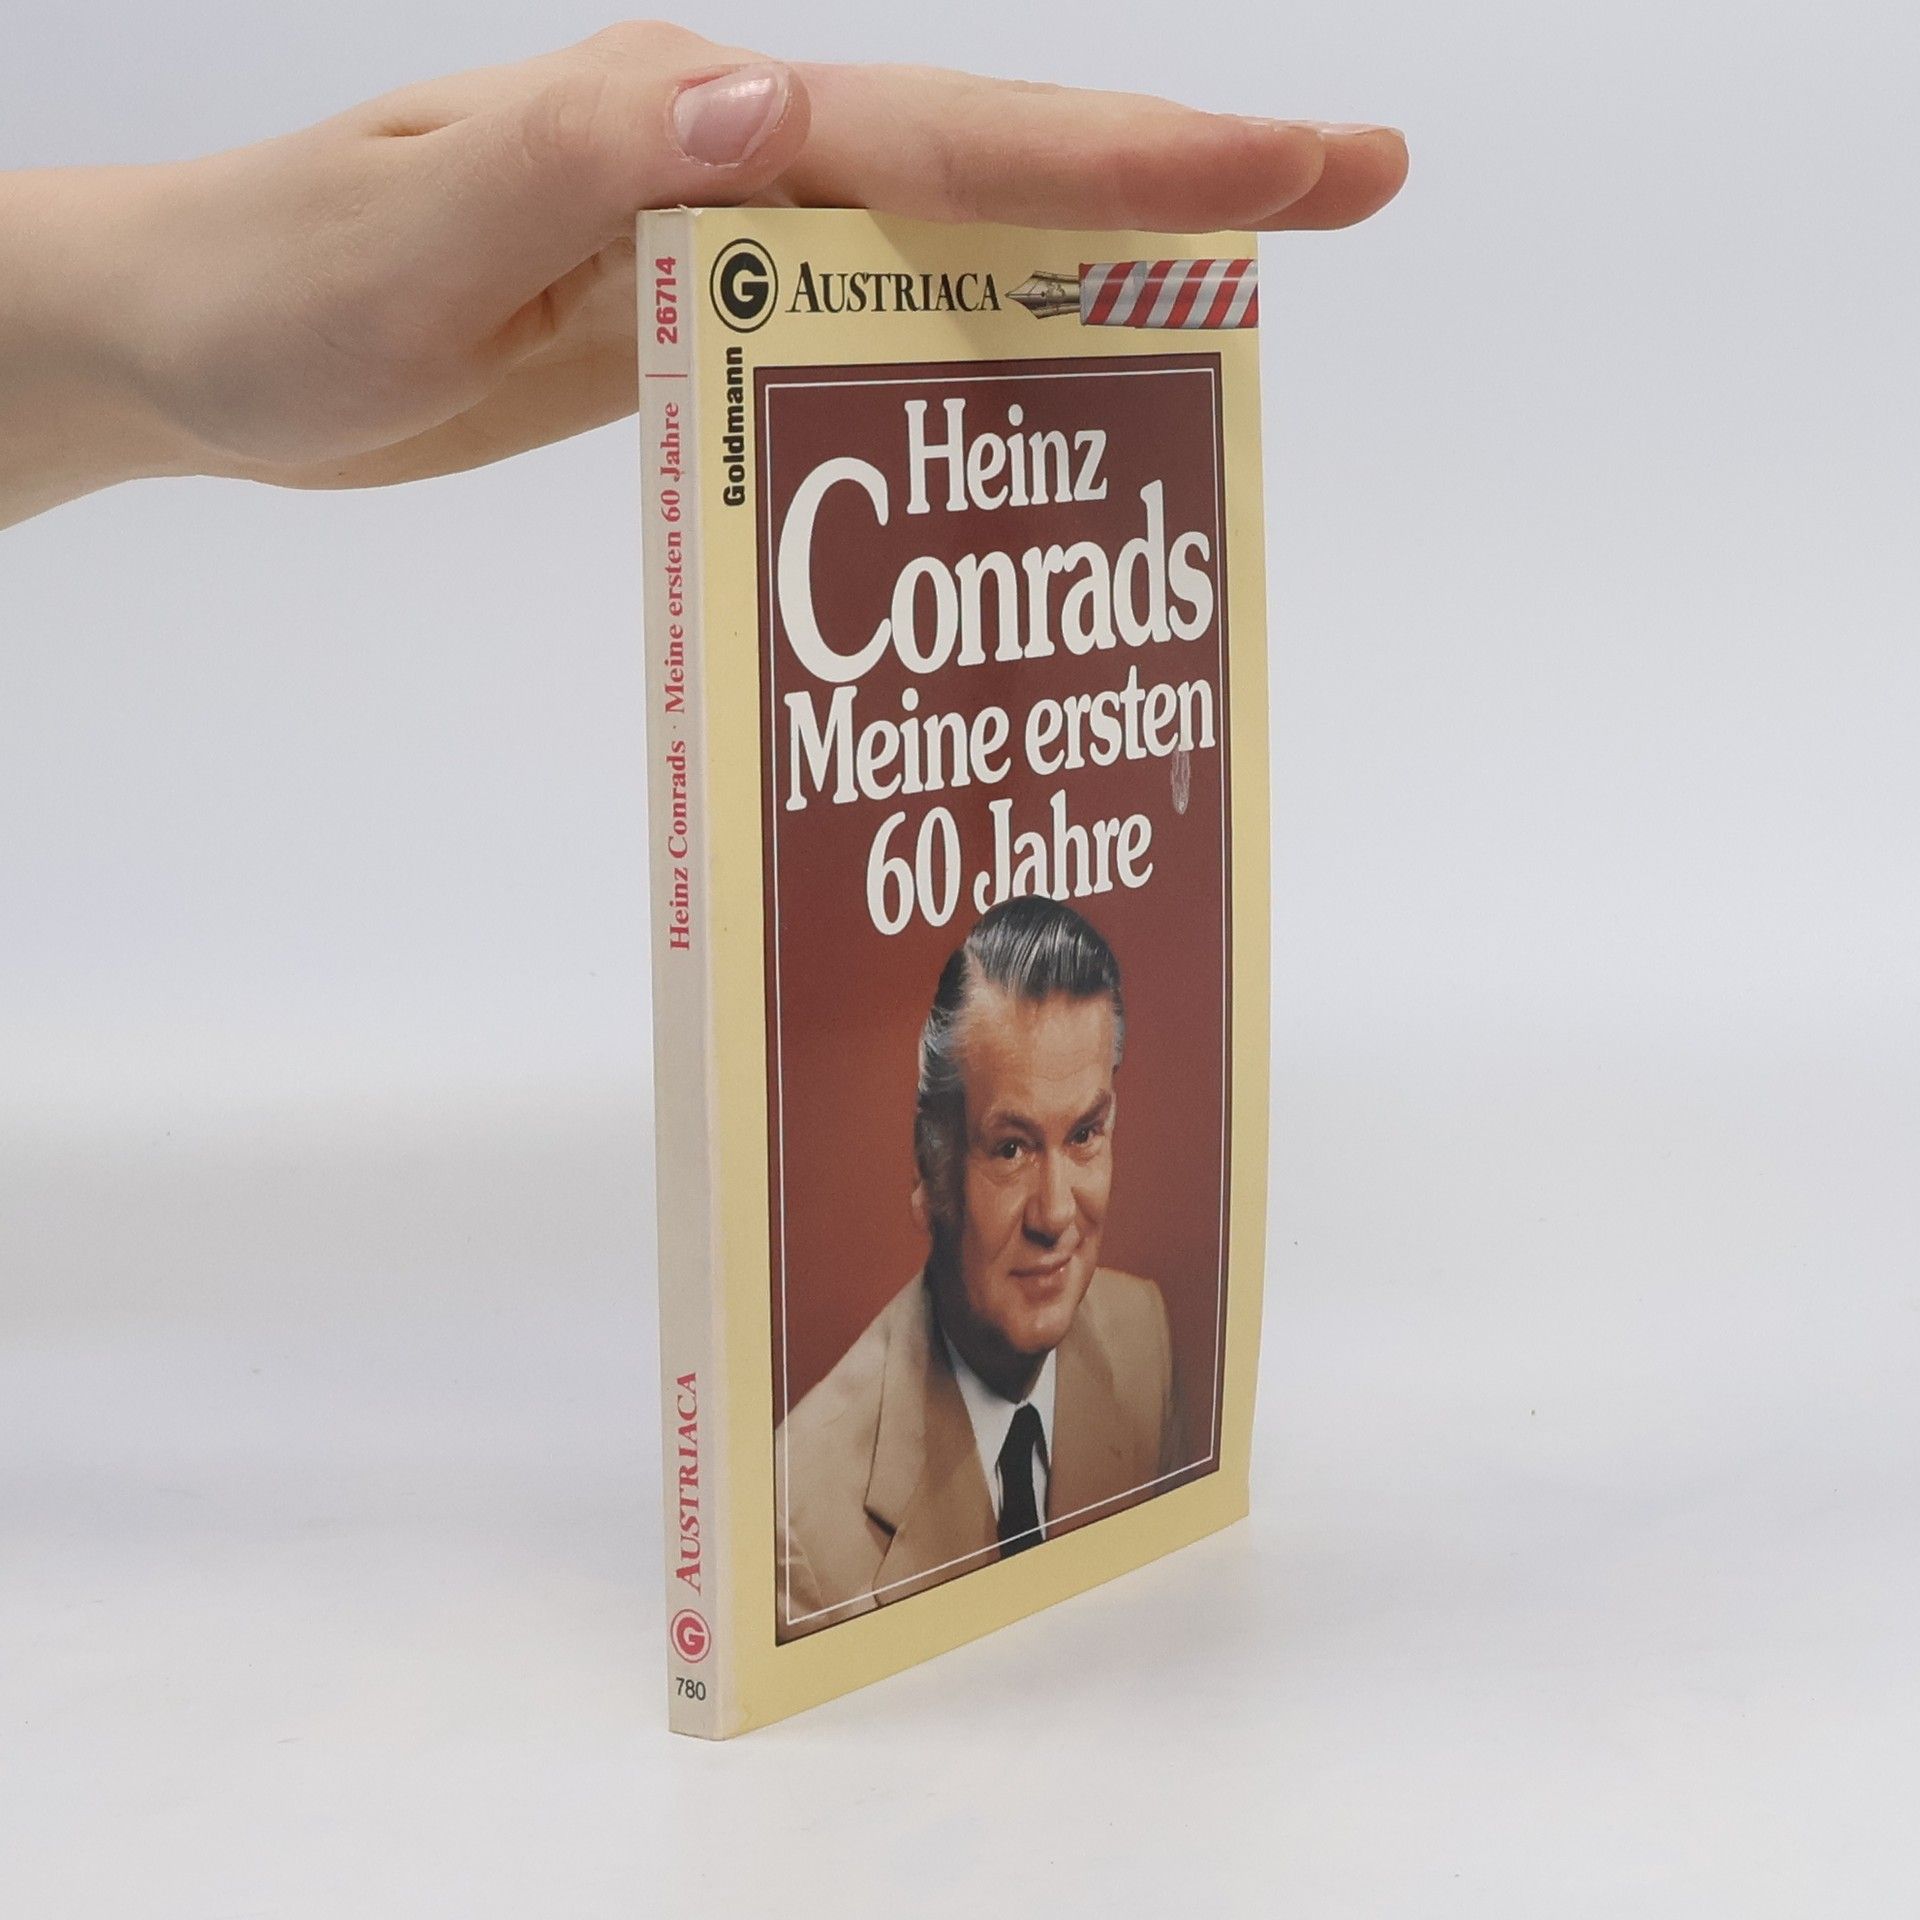 G AUSTRIACA
Goldmann
Heinz
Conrads
Meine ersten
60 Jahre
26714
Heinz Conrads · Meine ersten 60 Jahre
G AUSTRIACA
780